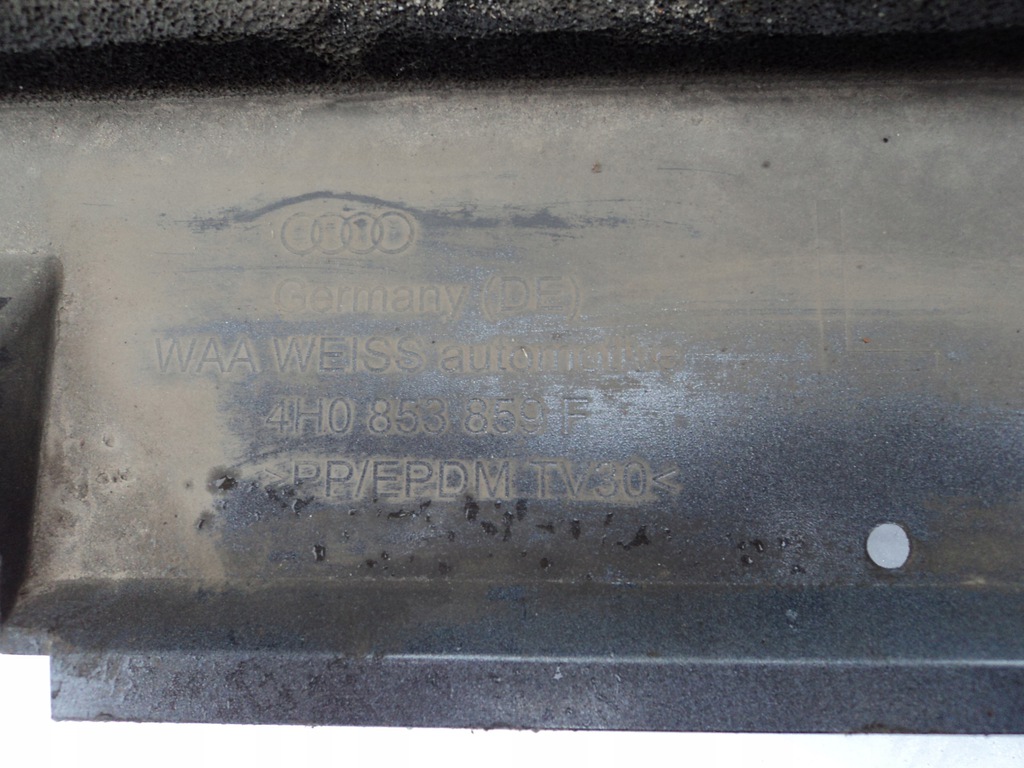 Germany (DE)
WAA WEISS automotive
4H0 853 859 F
>PP/EPDM TV30<